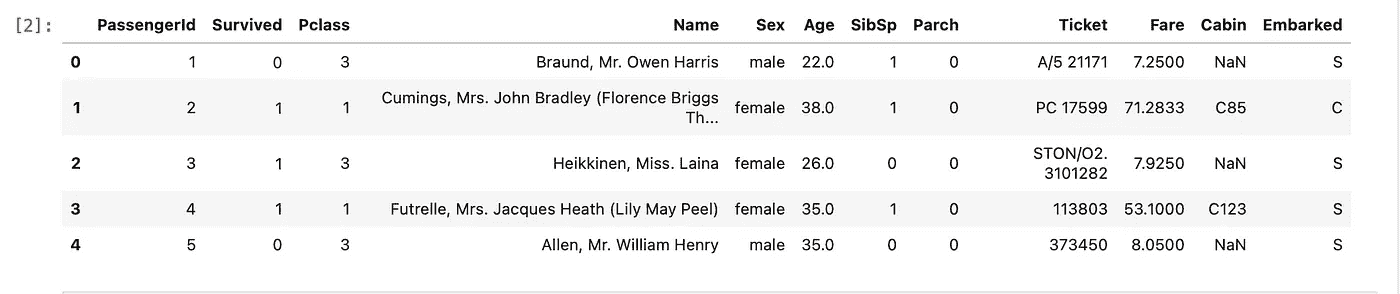 [2]: PassengerId Survived Pclass Name Sex Age SibSp Parch Ticket Fare Cabin Embarked
0 1 0 3 Braund, Mr. Owen Harris male 22.0 1 0 A/5 21171 7.2500 NaN S
1 2 1 1 Cumings, Mrs. John Bradley (Florence Briggs
Th... female 38.0 1 0 PC 17599 71.2833 C85 C
2 3 1 3 Heikkinen, Miss. Laina female 26.0 0 0 STON/O2.
3101282 7.9250 NaN S
3 4 1 1 Futrelle, Mrs. Jacques Heath (Lily May Peel) female 35.0 1 0 113803 53.1000 C123 S
4 5 0 3 Allen, Mr. William Henry male 35.0 0 0 373450 8.0500 NaN S